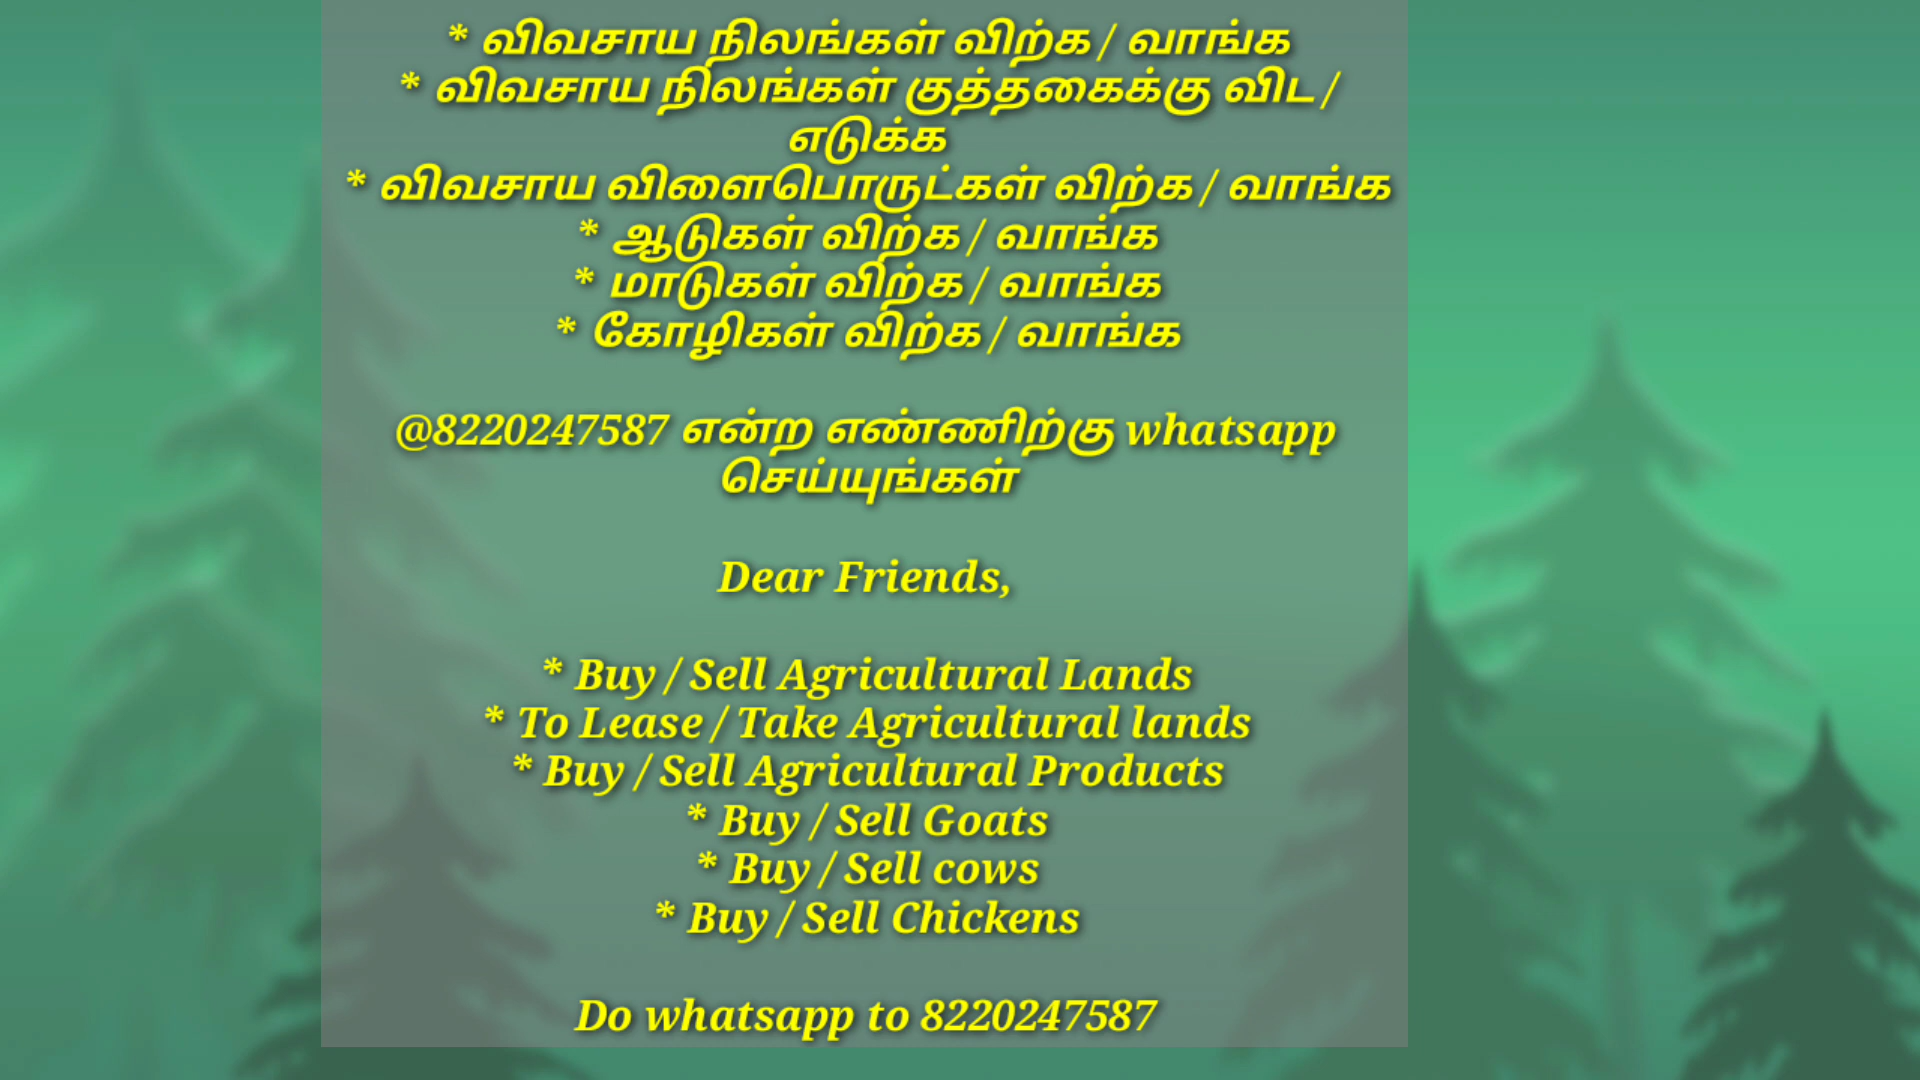 * விவசாய நிலங்கள் விற்க / வாங்க
* விவசாய நிலங்கள் குத்தகைக்கு விட /
எடுக்க
* விவசாய விளைபொருட்கள் விற்க / வாங்க
* ஆடுகள் விற்க / வாங்க
* மாடுகள் விற்க / வாங்க
* கோழிகள் விற்க / வாங்க
@8220247587 என்ற எண்ணிற்கு whatsapp
செய்யுங்கள்
Dear Friends,
* Buy / Sell Agricultural Lands
* To Lease / Take Agricultural lands
* Buy / Sell Agricultural Products
* Buy / Sell Goats
* Buy / Sell cows
* Buy / Sell Chickens
Do whatsapp to 8220247587